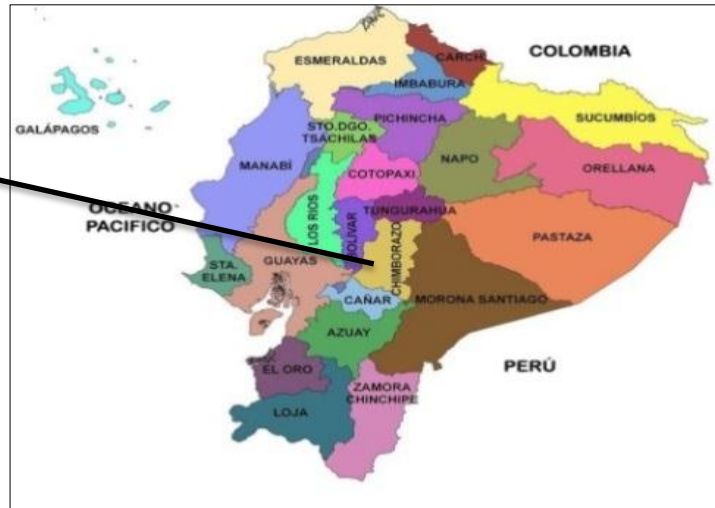 ESMERALDAS
CARCHI
COLOMBIA
IMBABURA
GALÁPAGOS
STO.DGO.
TSÁCHILAS
PICHINCHA
SUCUMBÍOS
MANABÍ
COTOPAXI
NAPO
ORELLANA
OCEANO
PACIFICO
LOS RIOS
BOLIVAR
TUNGURAHUA
CHIMBORAZO
PASTAZA
STA.
ELENA
GUAYAS
CAÑAR
MORONA SANTIAGO
AZUAY
PERÚ
EL ORO
ZAMORA
CHINCHIPE
LOJA